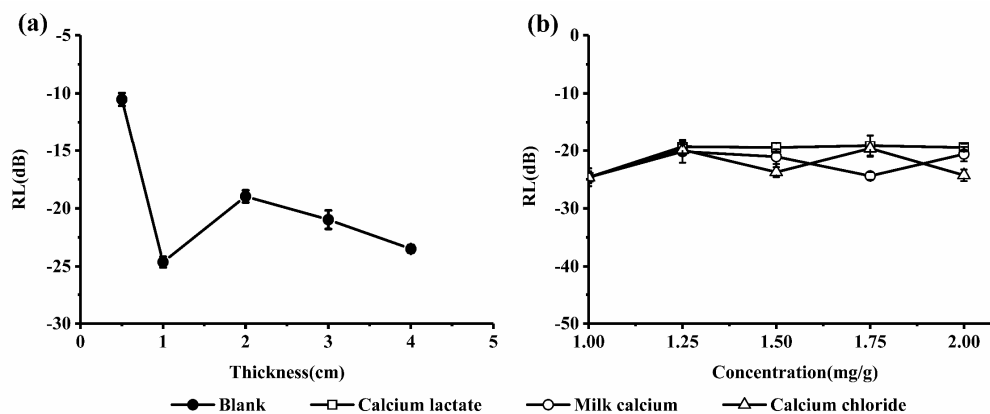 (a)
-5
-10
-15
-20
-25
-30
RL(dB)
0 1 2 3 4 5
Thickness(cm)
(b)
0
-10
-20
-30
-40
-50
RL(dB)
1.00 1.25 1.50 1.75 2.00
Concentration(mg/g)
Blank Calcium lactate Milk calcium Calcium chloride